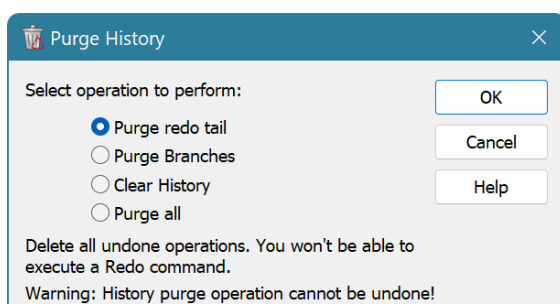 Purge History
Select operation to perform:
OK
Purge redo tail
Purge Branches
Cancel
Clear History
Help
Purge all
Delete all undone operations. You won't be able to
execute a Redo command.
Warning: History purge operation cannot be undone!